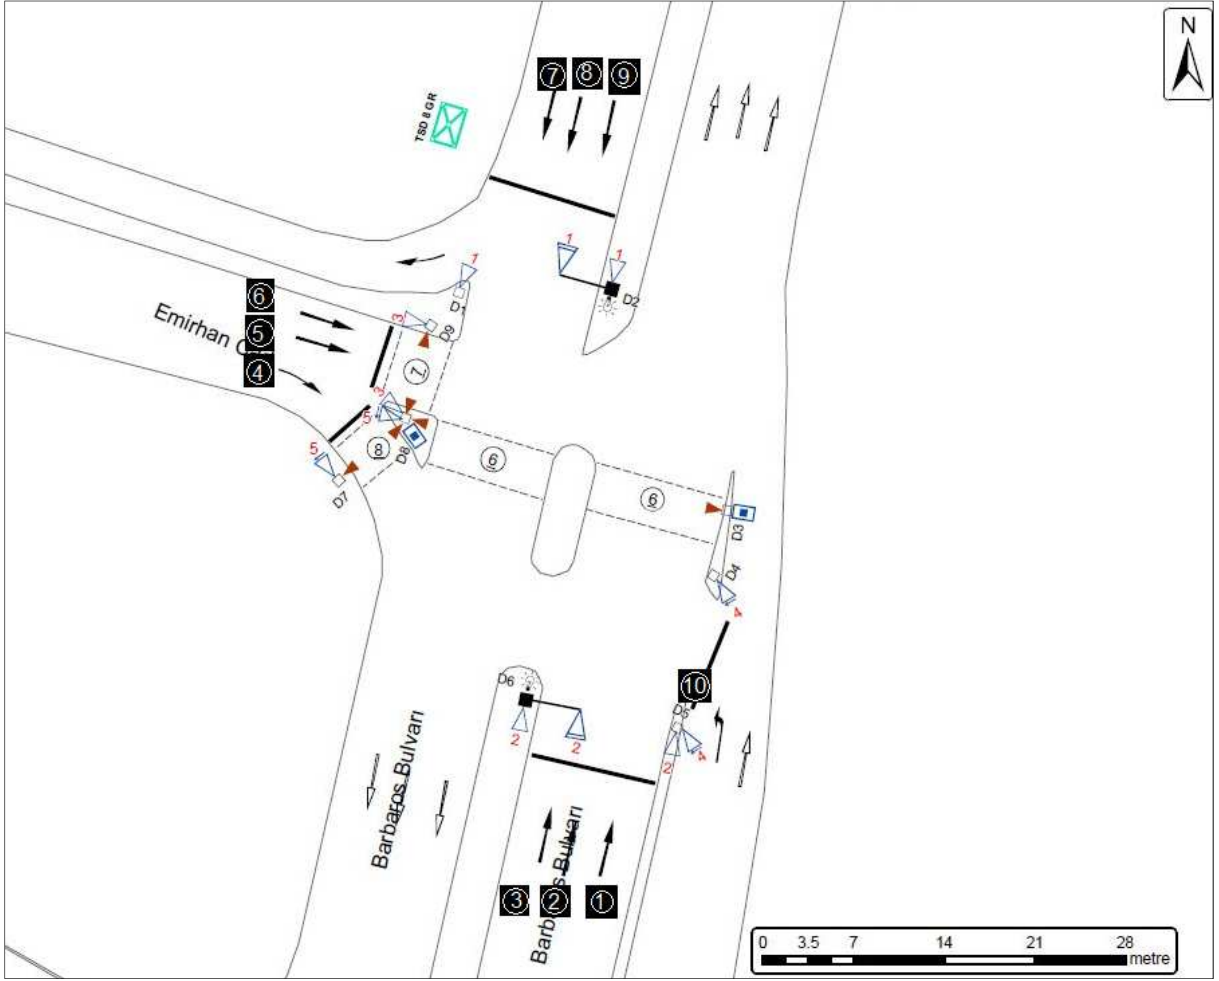 N
⑦ ⑧ ⑨
TSD 8 GR
1
1
1
D1
D2
⑥
⑤
④
Emirhan
3
D9
7
3
5
8
D8
5
D7
6
6
D3
D4
4
⑩
D5
D6
2
2
2
4
Barbaros Bulvarı
Barbaros Bulvarı
③ ② ①
0 3.5 7 14 21 28
metre